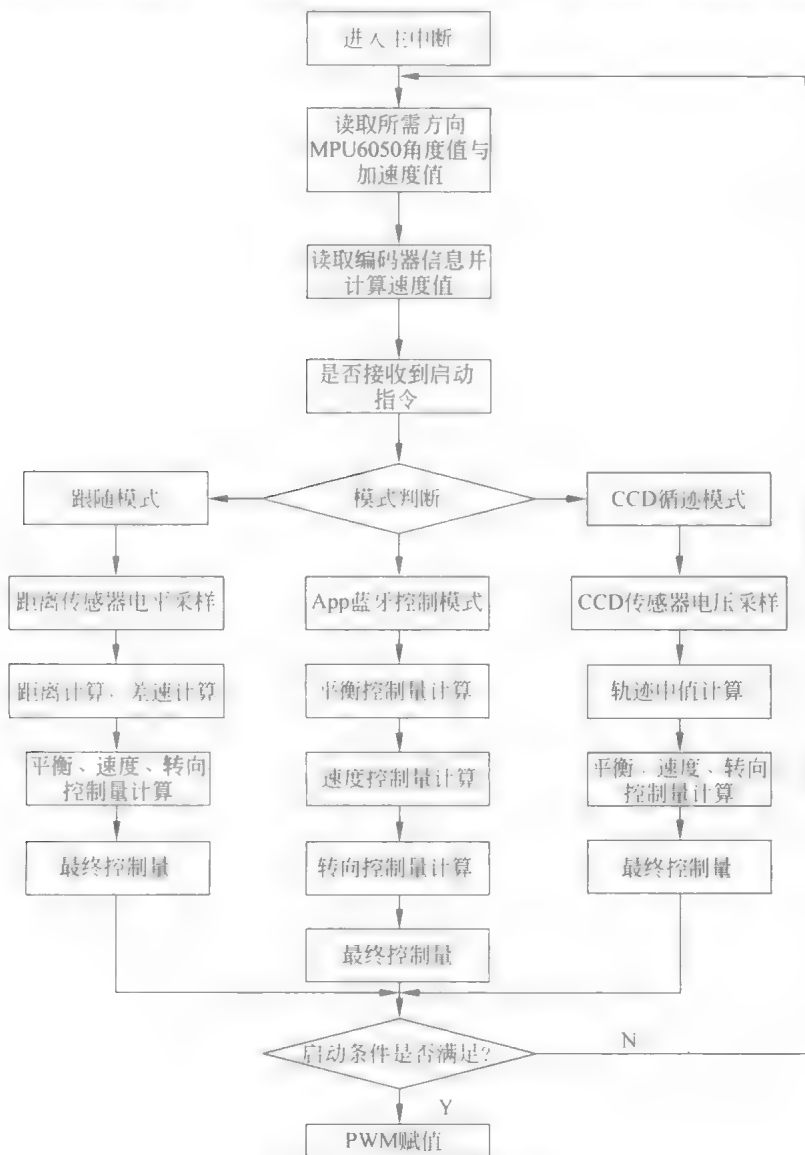 进入主中断
读取所需方向
MPU6050角度值与
加速度值
读取编码器信息并
计算速度值
是否接收到启动
指令
跟随模式
模式判断
CCD循迹模式
距离传感器电平采样
App蓝牙控制模式
CCD传感器电压采样
距离计算、差速计算
平衡控制量计算
轨迹中值计算
平衡、速度、转向
控制量计算
速度控制量计算
平衡、速度、转向
控制量计算
最终控制量
转向控制量计算
最终控制量
最终控制量
启动条件是否满足?
N
Y
PWM赋值